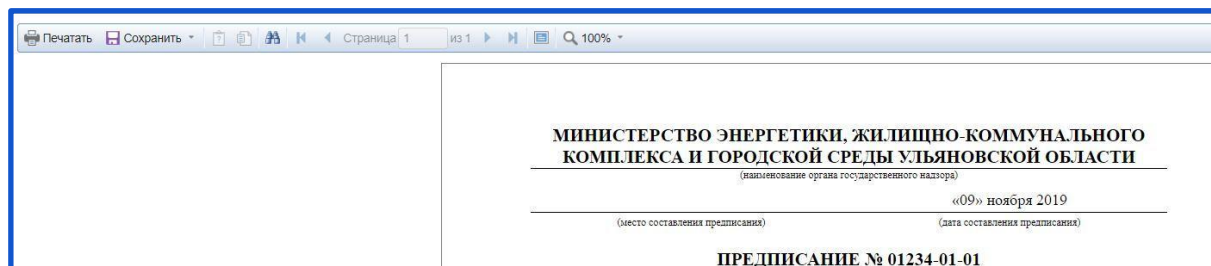 Печатать Сохранить Страница 1 из 1 100%
МИНИСТЕРСТВО ЭНЕРГЕТИКИ, ЖИЛИЩНО-КОММУНАЛЬНОГО
КОМПЛЕКСА И ГОРОДСКОЙ СРЕДЫ УЛЬЯНОВСКОЙ ОБЛАСТИ
(наименование органа государственного надзора)
«09» ноября 2019
(место составления предписания) (дата составления предписания)
ПРЕДПИСАНИЕ № 01234-01-01